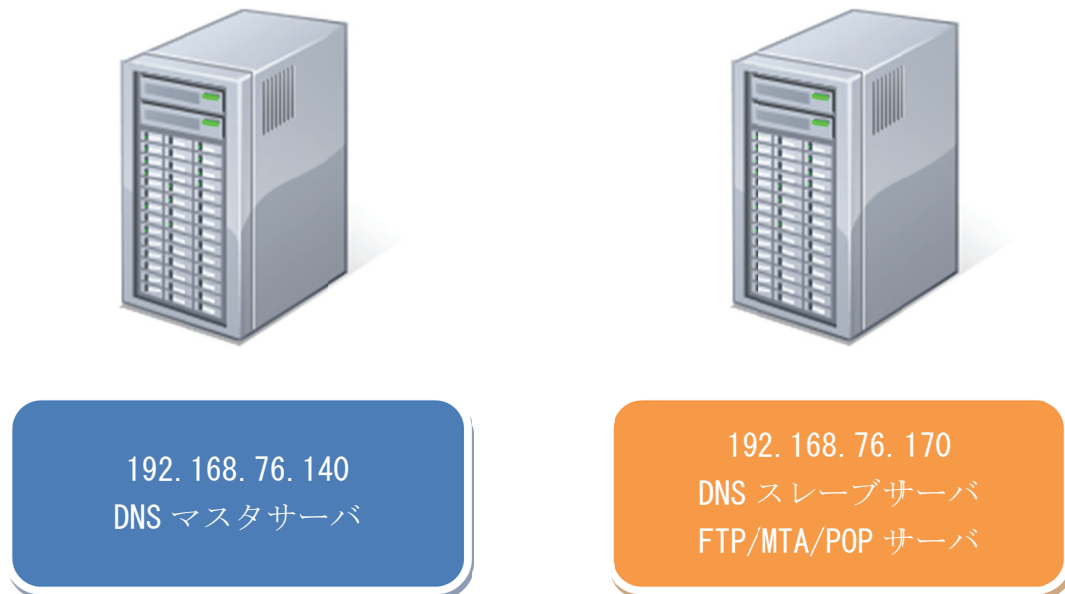 192.168.76.140
DNS マスタサーバ
192.168.76.170
DNS スレーブサーバ
FTP/MTA/POP サーバ